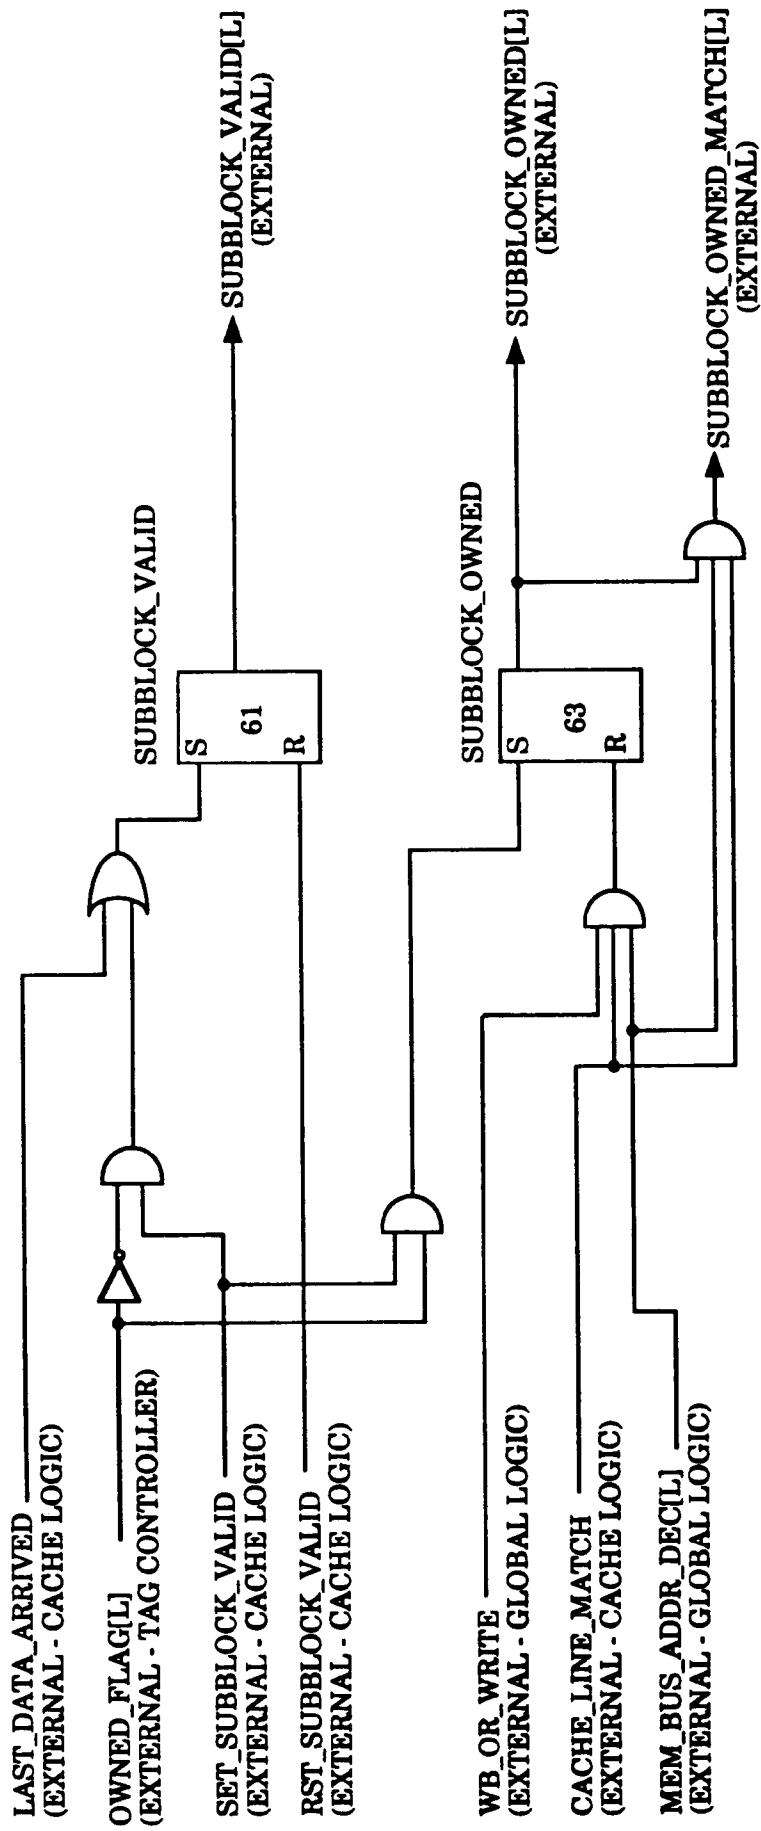 LAST_DATA_ARRIVED
(EXTERNAL - CACHE LOGIC)
OWNED_FLAG[L]
(EXTERNAL - TAG CONTROLLER)
SET_SUBBLOCK_VALID
(EXTERNAL - CACHE LOGIC)
RST_SUBBLOCK_VALID
(EXTERNAL - CACHE LOGIC)
SUBBLOCK_VALID
S
61
R
SUBBLOCK_VALID[L]
(EXTERNAL)
WB_OR_WRITE
(EXTERNAL - GLOBAL LOGIC)
CACHE_LINE_MATCH
(EXTERNAL - CACHE LOGIC)
MEM_BUS_ADDR_DEC[L]
(EXTERNAL - GLOBAL LOGIC)
SUBBLOCK_OWNED
S
63
R
SUBBLOCK_OWNED[L]
(EXTERNAL)
SUBBLOCK_OWNED_MATCH[L]
(EXTERNAL)